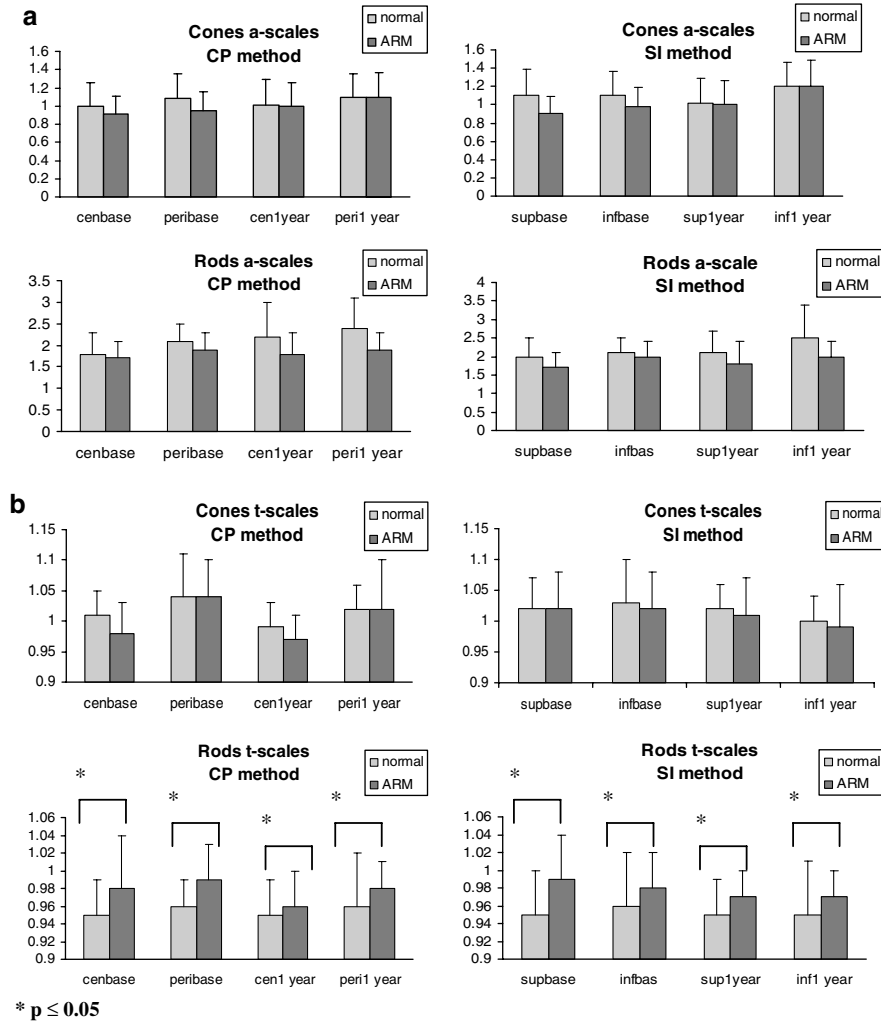 a
Cones a-scales
CP method
normal
ARM
1.6
1.4
1.2
1
0.8
0.6
0.4
0.2
0
cenbase peribase cen1year peri1 year
Cones a-scales
SI method
normal
ARM
1.6
1.4
1.2
1
0.8
0.6
0.4
0.2
0
supbase infbase sup1year inf1 year
Rods a-scales
CP method
normal
ARM
3.5
3
2.5
2
1.5
1
0.5
0
cenbase peribase cen1year peri1 year
Rods a-scale
SI method
normal
ARM
4
3.5
3
2.5
2
1.5
1
0.5
0
supbase infbas sup1year inf1 year
b
Cones t-scales
CP method
normal
ARM
1.15
1.1
1.05
1
0.95
0.9
cenbase peribase cen1year peri1 year
Cones t-scales
SI method
normal
ARM
1.15
1.1
1.05
1
0.95
0.9
supbase infbase sup1year inf1 year
Rods t-scales
CP method
normal
ARM
* * * *
1.06
1.04
1.02
1
0.98
0.96
0.94
0.92
0.9
cenbase peribase cen1 year peri1 year
Rods t-scales
SI method
normal
ARM
* * * *
1.06
1.04
1.02
1
0.98
0.96
0.94
0.92
0.9
supbase infbas sup1year inf1 year
* p ≤ 0.05